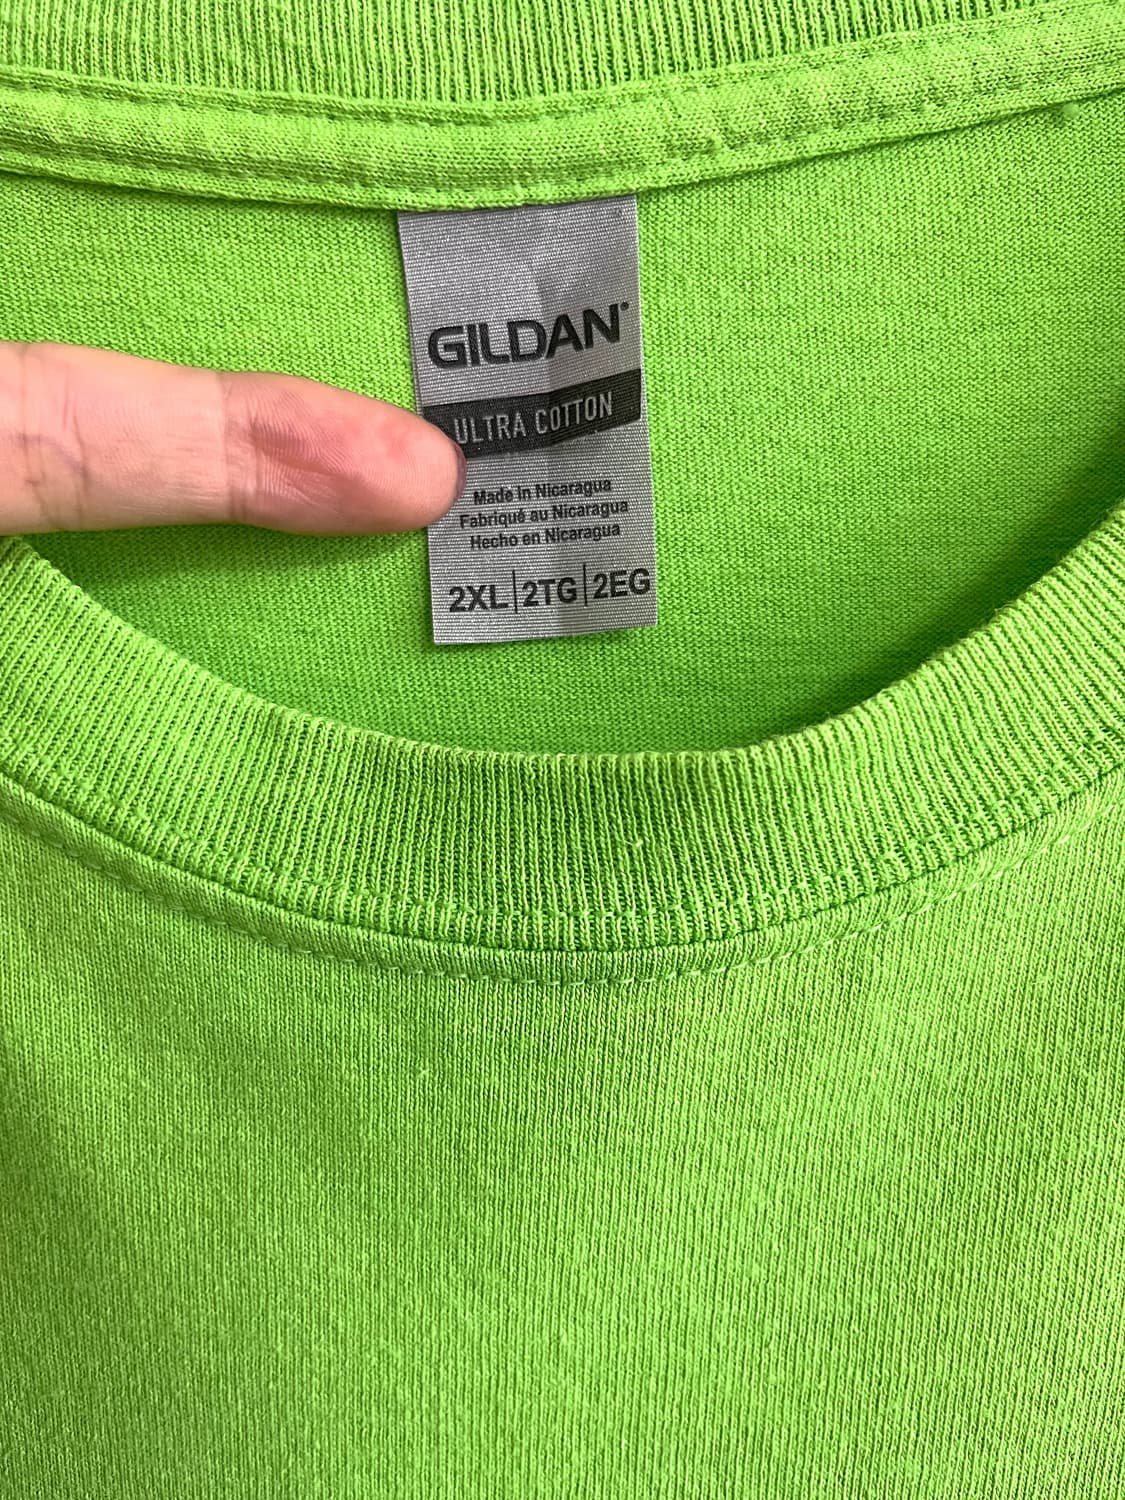 GILDAN®
ULTRA COTTON
Made in Nicaragua
Fabriqué au Nicaragua
Hecho en Nicaragua
2XL|2TG|2EG